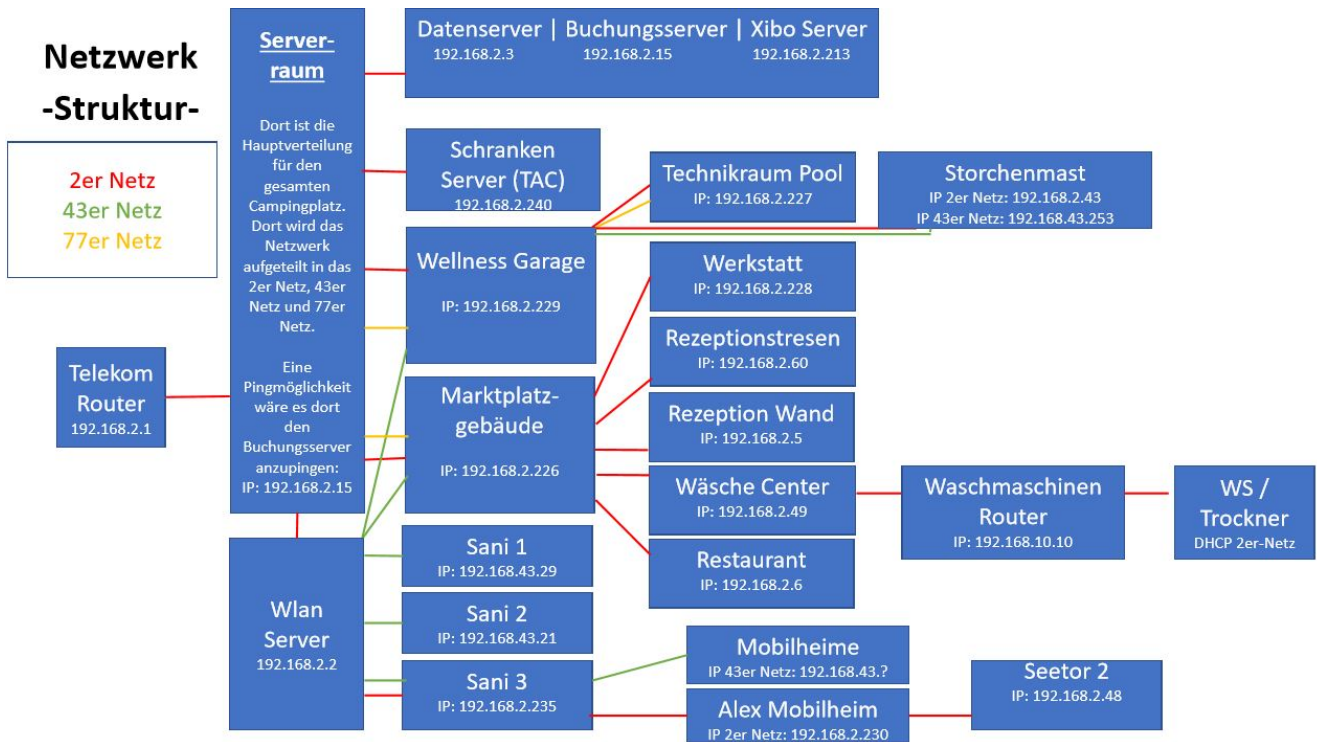 Netzwerk
-Struktur-
2er Netz
43er Netz
77er Netz
Telekom
Router
192.168.2.1
Server-
raum
Dort ist die
Hauptverteilung
für den
gesamten
Campingplatz.
Dort wird das
Netzwerk
aufgeteilt in das
2er Netz, 43er
Netz und 77er
Netz.
Eine
Pingmöglichkeit
wäre es dort
den
Buchungsserver
anzupingen:
IP: 192.168.2.15
Wlan
Server
192.168.2.2
Datenserver | Buchungsserver | Xibo Server
192.168.2.3 192.168.2.15 192.168.2.213
Schranken
Server (TAC)
192.168.2.240
Wellness Garage
IP: 192.168.2.229
Marktplatz-
gebäude
IP: 192.168.2.226
Sani 1
IP: 192.168.43.29
Sani 2
IP: 192.168.43.21
Sani 3
IP: 192.168.2.235
Technikraum Pool
IP: 192.168.2.227
Storchenmast
IP 2er Netz: 192.168.2.43
IP 43er Netz: 192.168.43.253
Werkstatt
IP: 192.168.2.228
Rezeptionstresen
IP: 192.168.2.60
Rezeption Wand
IP: 192.168.2.5
Wäsche Center
IP: 192.168.2.49
Waschmaschinen
Router
IP: 192.168.10.10
WS /
Trockner
DHCP 2er-Netz
Restaurant
IP: 192.168.2.6
Mobilheime
IP 43er Netz: 192.168.43.?
Alex Mobilheim
IP 2er Netz: 192.168.2.230
Seetor 2
IP: 192.168.2.48